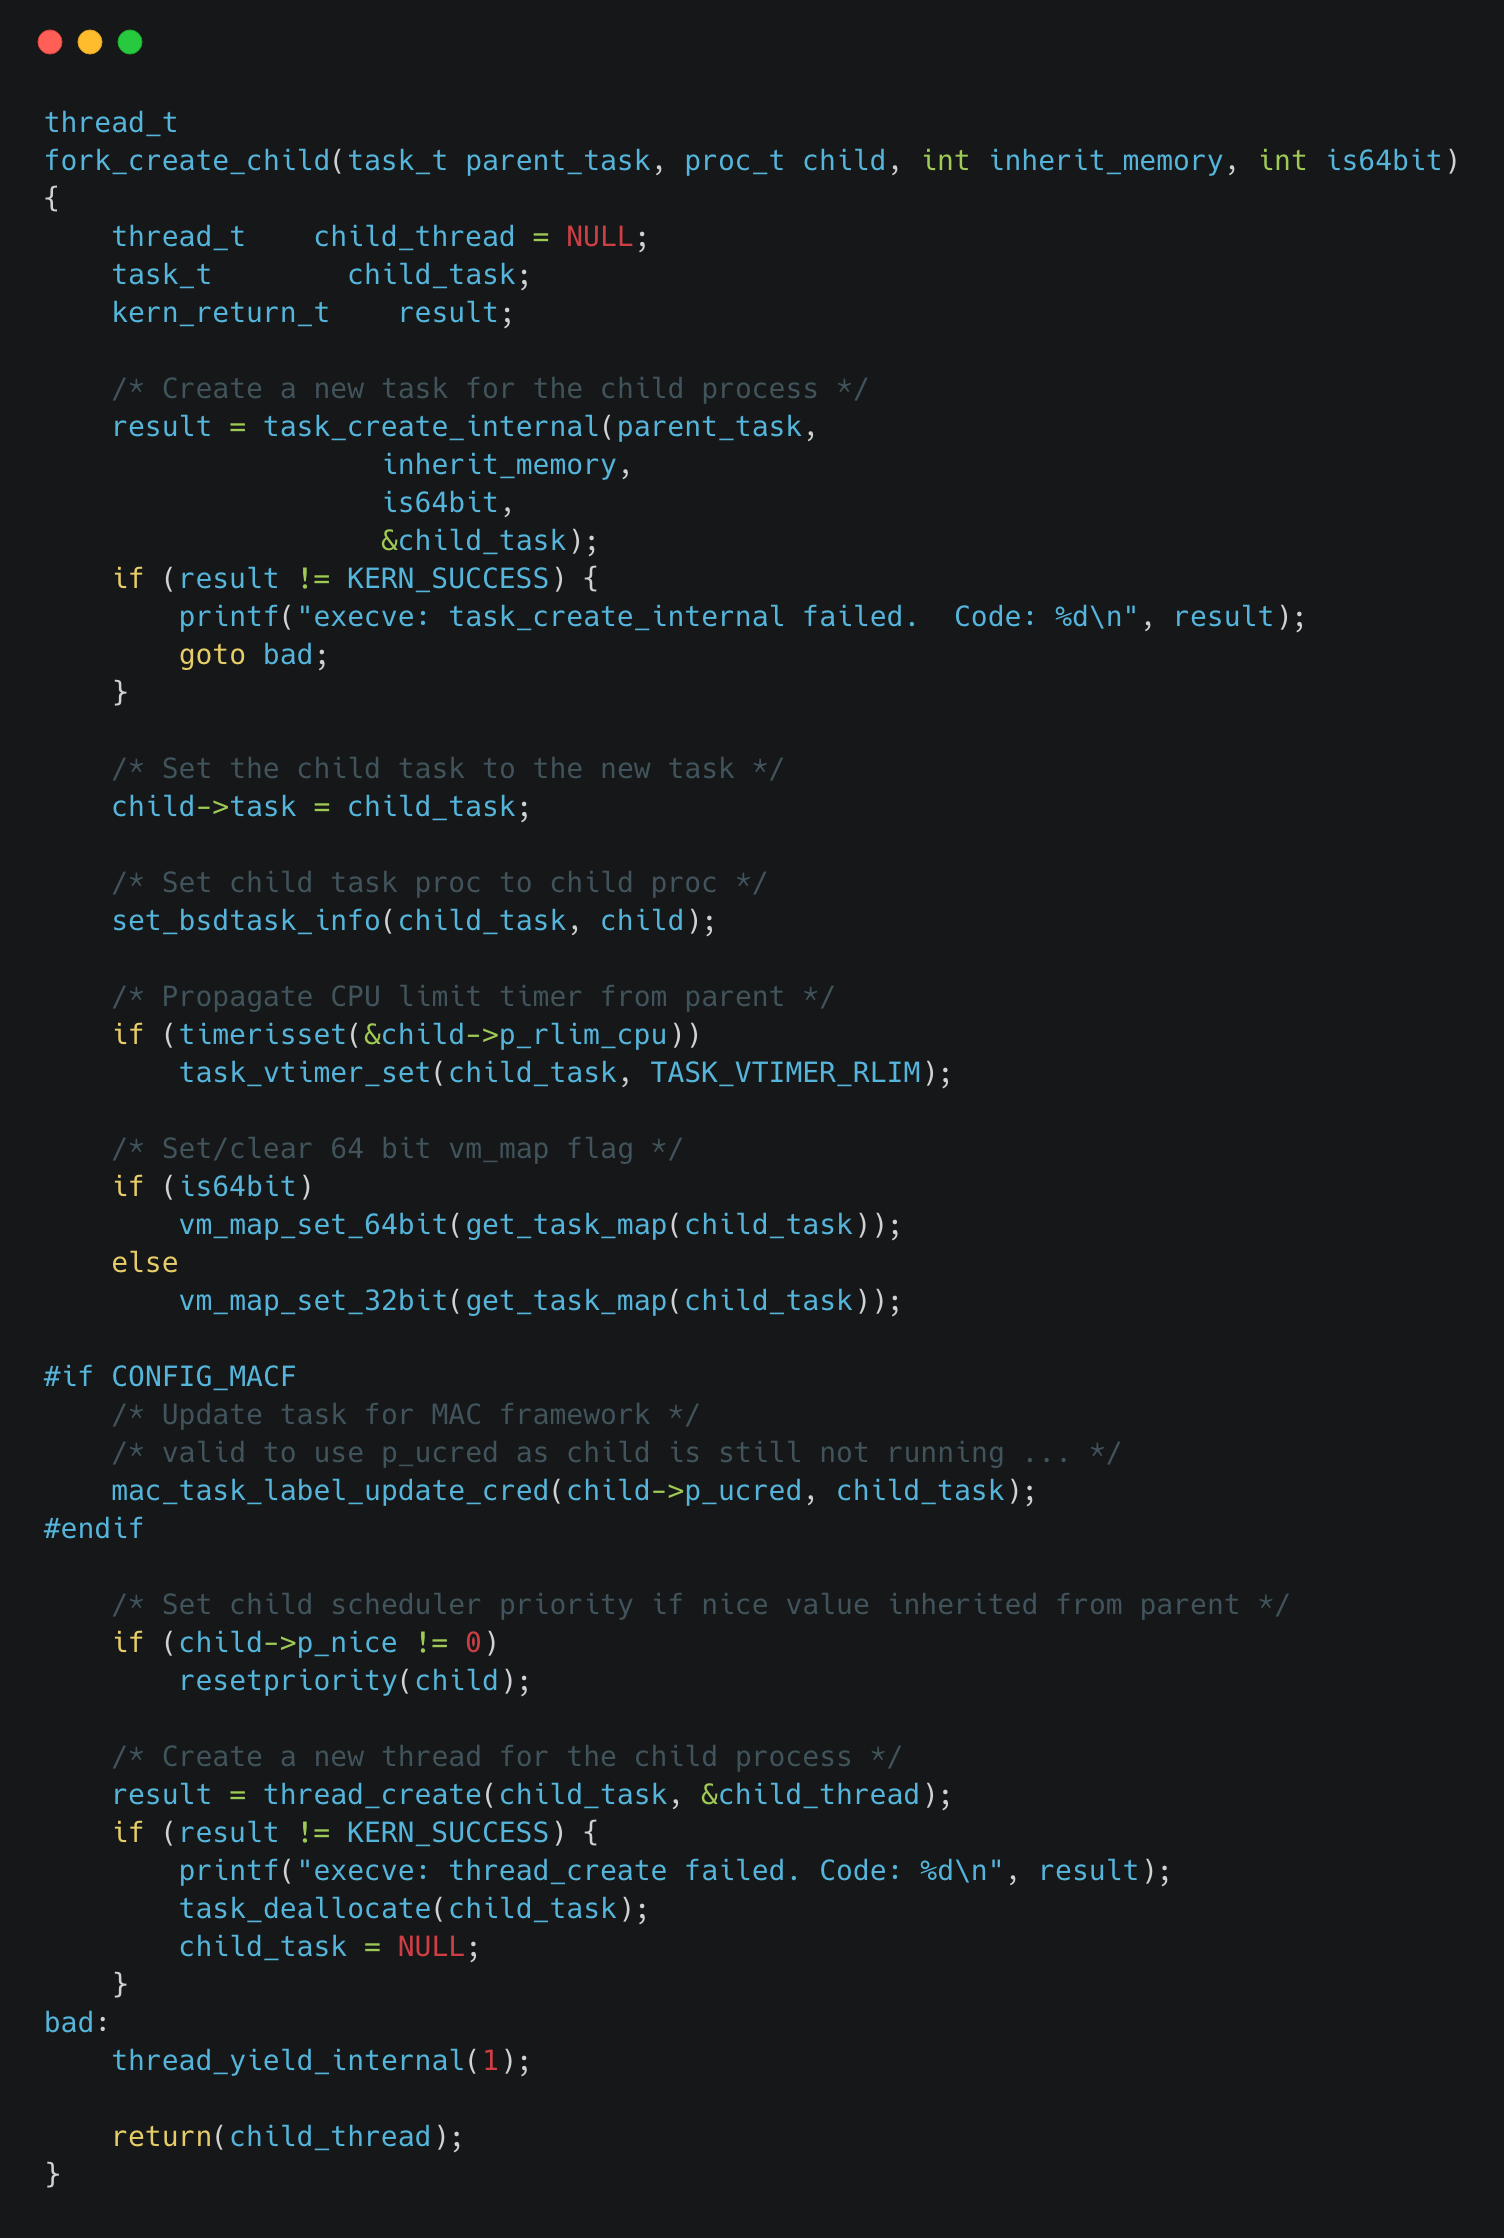 thread_t
fork_create_child(task_t parent_task, proc_t child, int inherit_memory, int is64bit)
{
    thread_t    child_thread = NULL;
    task_t        child_task;
    kern_return_t    result;

    /* Create a new task for the child process */
    result = task_create_internal(parent_task,
                    inherit_memory,
                    is64bit,
                    &child_task);
    if (result != KERN_SUCCESS) {
        printf("execve: task_create_internal failed.  Code: %d\n", result);
        goto bad;
    }

    /* Set the child task to the new task */
    child->task = child_task;

    /* Set child task proc to child proc */
    set_bsdtask_info(child_task, child);

    /* Propagate CPU limit timer from parent */
    if (timerisset(&child->p_rlim_cpu))
        task_vtimer_set(child_task, TASK_VTIMER_RLIM);

    /* Set/clear 64 bit vm_map flag */
    if (is64bit)
        vm_map_set_64bit(get_task_map(child_task));
    else
        vm_map_set_32bit(get_task_map(child_task));

#if CONFIG_MACF
    /* Update task for MAC framework */
    /* valid to use p_ucred as child is still not running ... */
    mac_task_label_update_cred(child->p_ucred, child_task);
#endif

    /* Set child scheduler priority if nice value inherited from parent */
    if (child->p_nice != 0)
        resetpriority(child);

    /* Create a new thread for the child process */
    result = thread_create(child_task, &child_thread);
    if (result != KERN_SUCCESS) {
        printf("execve: thread_create failed. Code: %d\n", result);
        task_deallocate(child_task);
        child_task = NULL;
    }
bad:
    thread_yield_internal(1);

    return(child_thread);
}